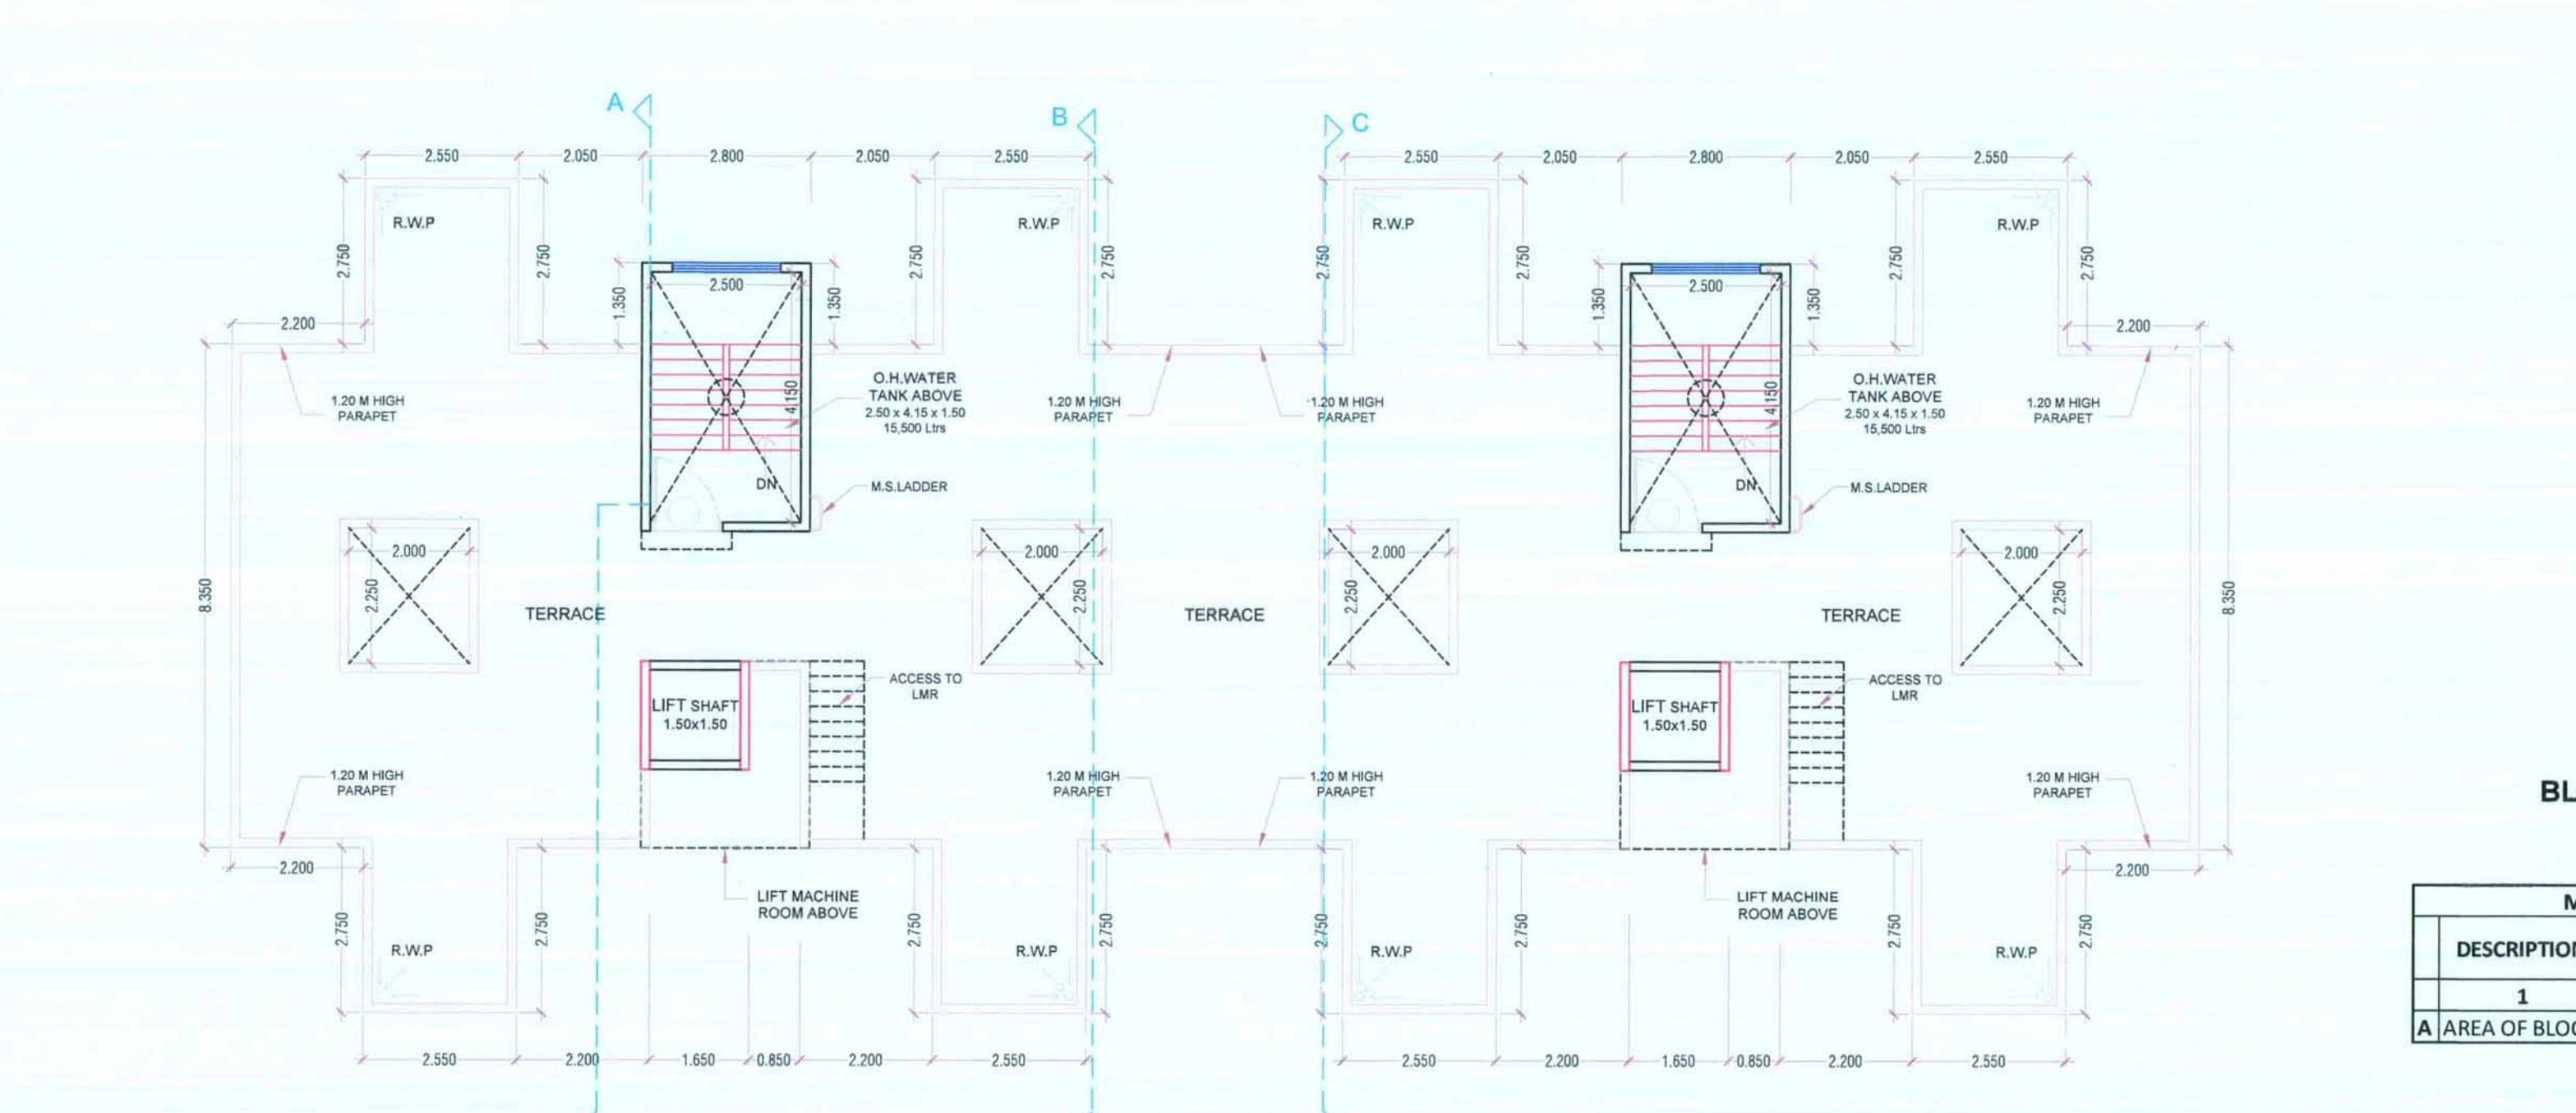 A
B
C
2.550
2.050
2.800
2.050
2.550
2.550
2.050
2.800
2.050
2.550
R.W.P
R.W.P
R.W.P
R.W.P
2.750
2.750
1.350
2.500
1.350
2.750
2.750
2.750
2.750
1.350
2.500
1.350
2.750
2.750
2.200
2.200
1.20 M HIGH
PARAPET
4.150
O.H.WATER
TANK ABOVE
2.50 x 4.15 x 1.50
15,500 Ltrs
1.20 M HIGH
PARAPET
1.20 M HIGH
PARAPET
4.150
O.H.WATER
TANK ABOVE
2.50 x 4.15 x 1.50
15,500 Ltrs
1.20 M HIGH
PARAPET
DN
M.S.LADDER
DN
M.S.LADDER
8.350
2.000
2.250
TERRACE
2.000
2.250
TERRACE
2.000
2.250
TERRACE
2.000
2.250
8.350
LIFT SHAFT
1.50x1.50
ACCESS TO
LMR
LIFT SHAFT
1.50x1.50
ACCESS TO
LMR
1.20 M HIGH
PARAPET
1.20 M HIGH
PARAPET
1.20 M HIGH
PARAPET
1.20 M HIGH
PARAPET
2.200
2.200
LIFT MACHINE
ROOM ABOVE
LIFT MACHINE
ROOM ABOVE
2.750
2.750
2.750
2.750
2.750
2.750
2.750
2.750
R.W.P
R.W.P
R.W.P
R.W.P
2.550
2.200
1.650
0.850
2.200
2.550
2.550
2.200
1.650
0.850
2.200
2.550
BL
M
DESCRIPTION
1
A AREA OF BLOC